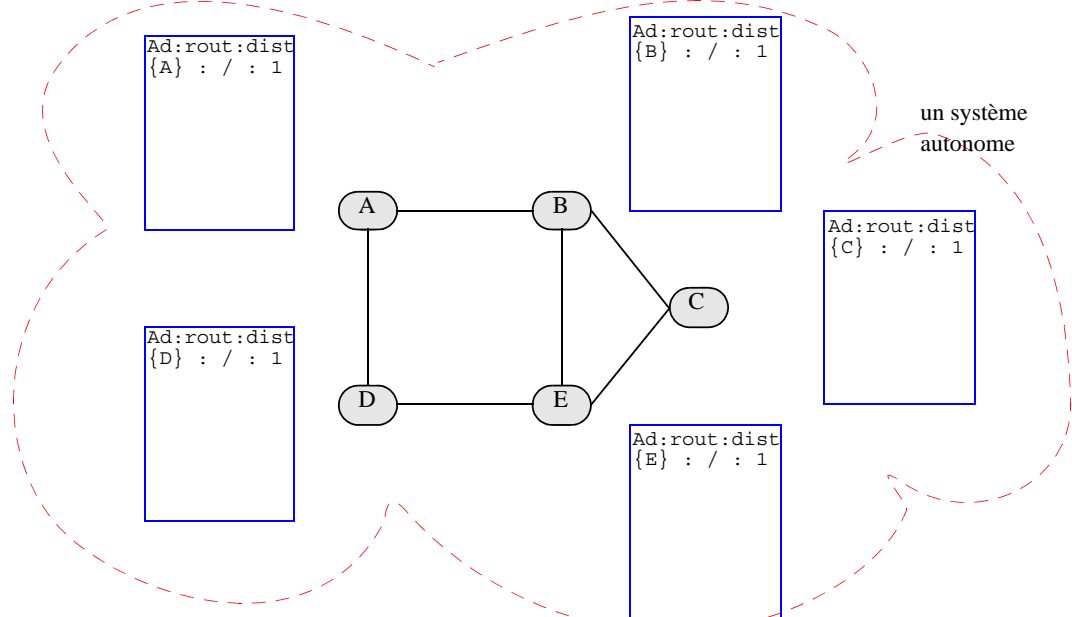 Ad:rout:dist
{A} : / : 1
Ad:rout:dist
{B} : / : 1
un système
autonome
A
B
Ad:rout:dist
{C} : / : 1
C
Ad:rout:dist
{D} : / : 1
D
E
Ad:rout:dist
{E} : / : 1